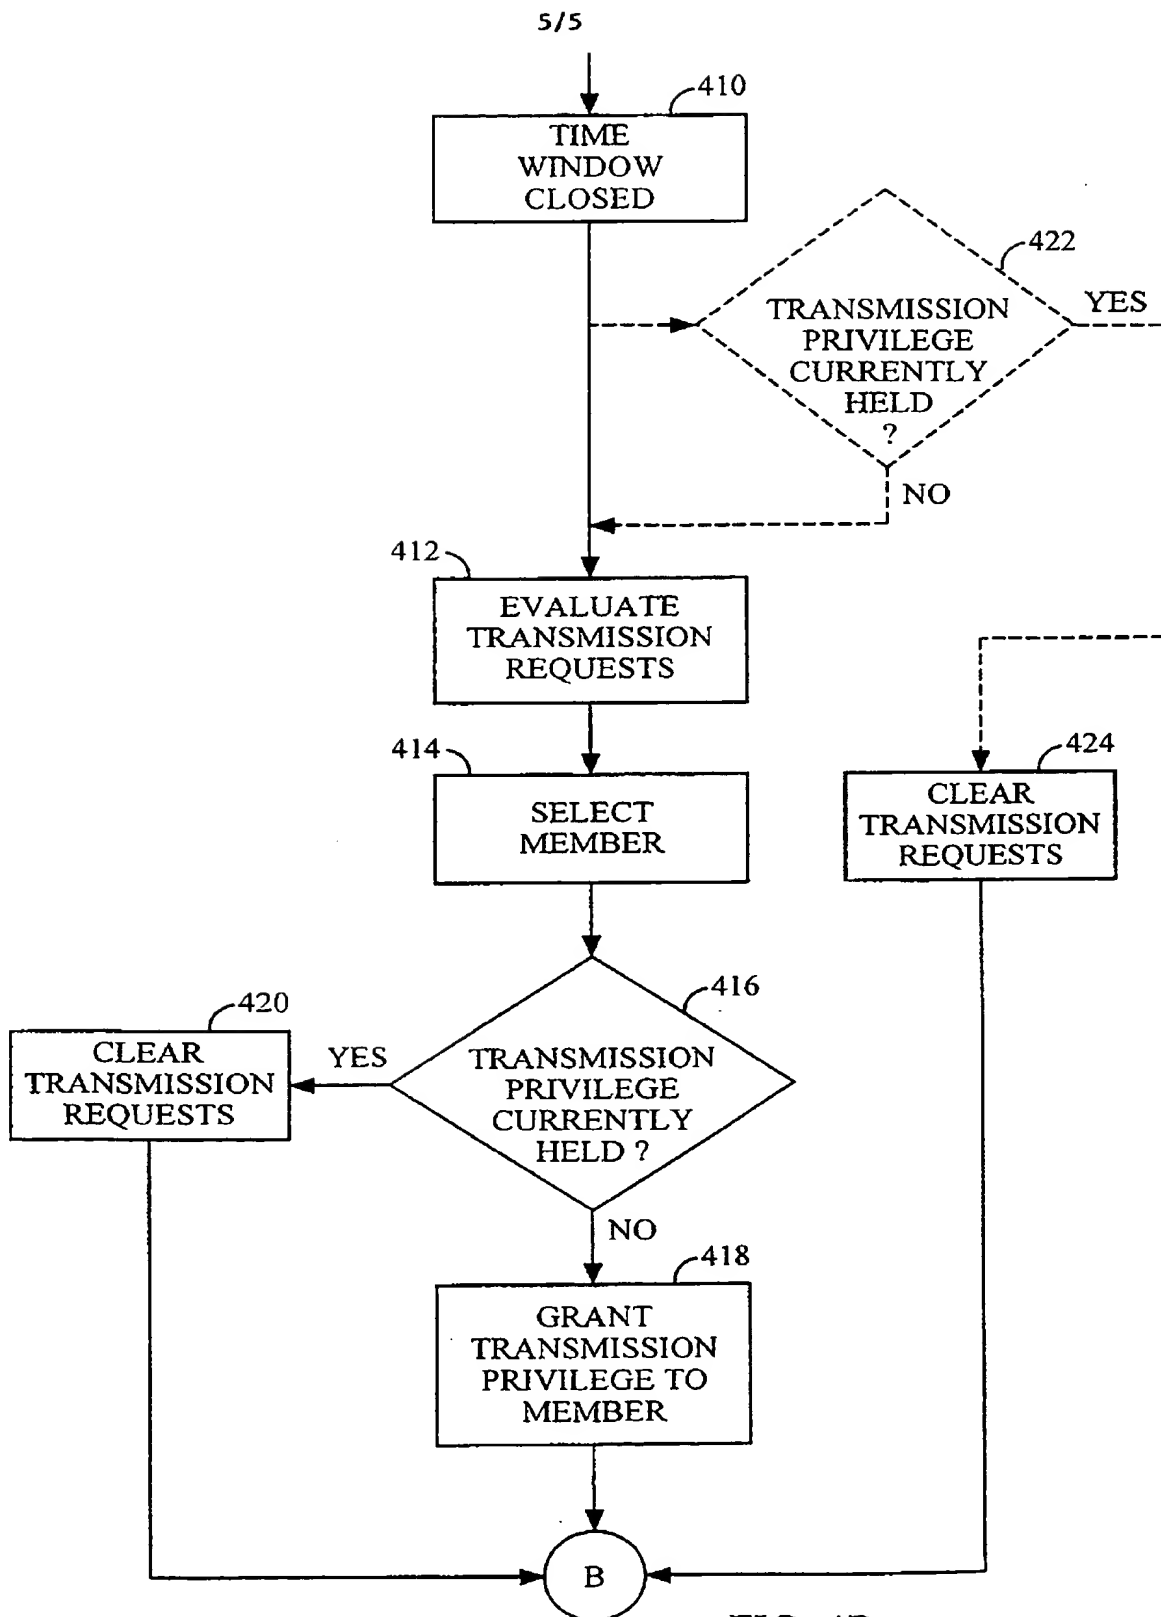 5/5
410
TIME
WINDOW
CLOSED
422
TRANSMISSION
PRIVILEGE
CURRENTLY
HELD
?
YES
NO
412
EVALUATE
TRANSMISSION
REQUESTS
414
SELECT
MEMBER
424
CLEAR
TRANSMISSION
REQUESTS
416
TRANSMISSION
PRIVILEGE
CURRENTLY
HELD ?
YES
420
CLEAR
TRANSMISSION
REQUESTS
NO
418
GRANT
TRANSMISSION
PRIVILEGE TO
MEMBER
B